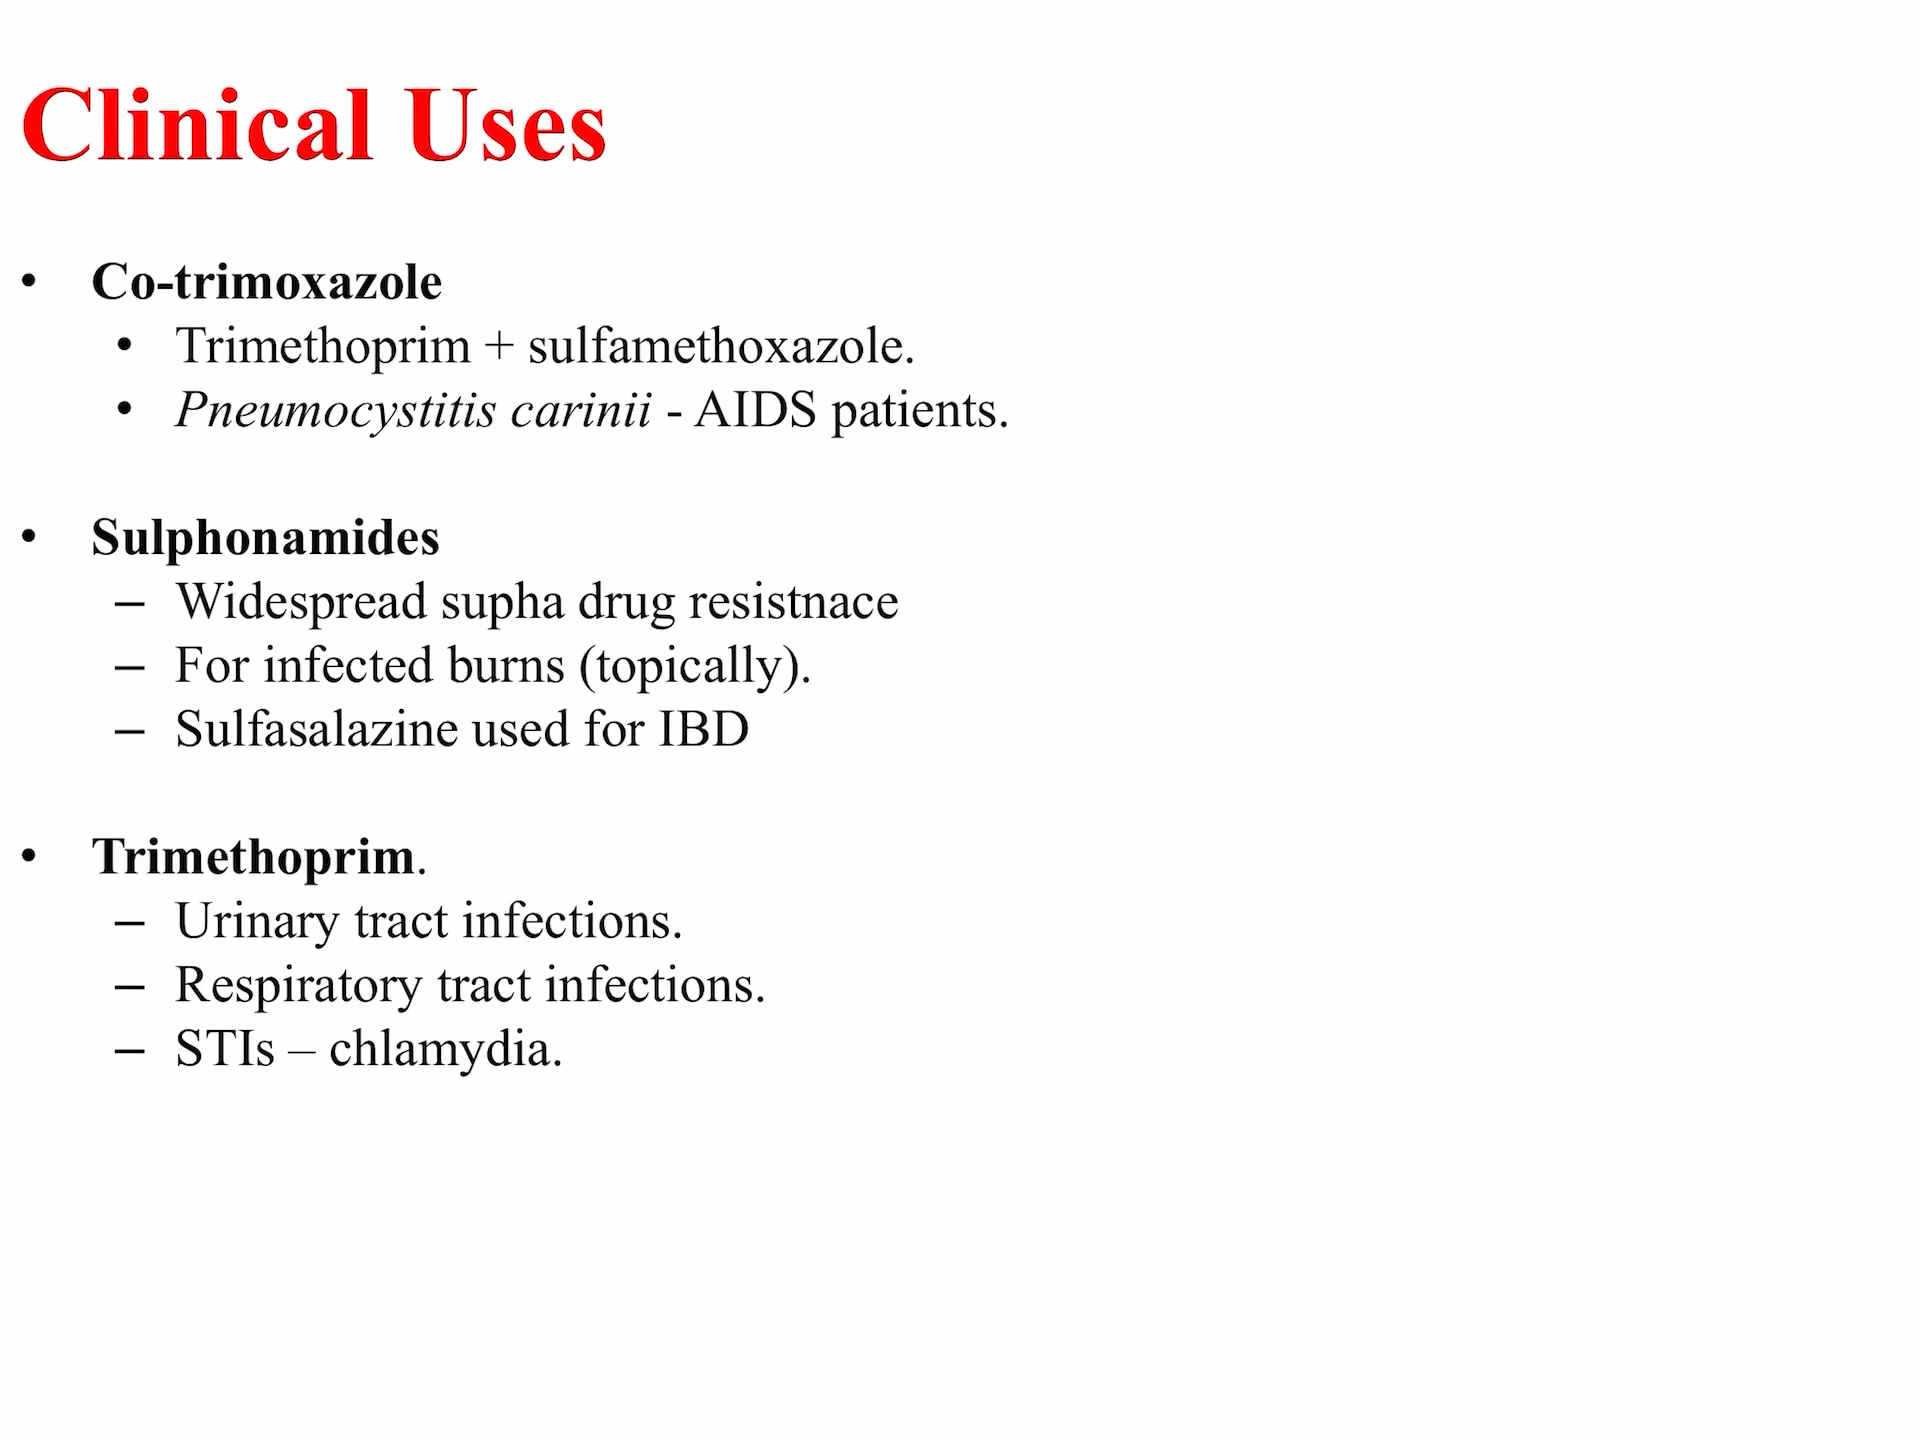 Clinical Uses
• Co-trimoxazole
• Trimethoprim + sulfamethoxazole.
• Pneumocystitis carinii - AIDS patients.
• Sulphonamides
– Widespread supha drug resistnace
– For infected burns (topically).
– Sulfasalazine used for IBD
• Trimethoprim.
– Urinary tract infections.
– Respiratory tract infections.
– STIs – chlamydia.